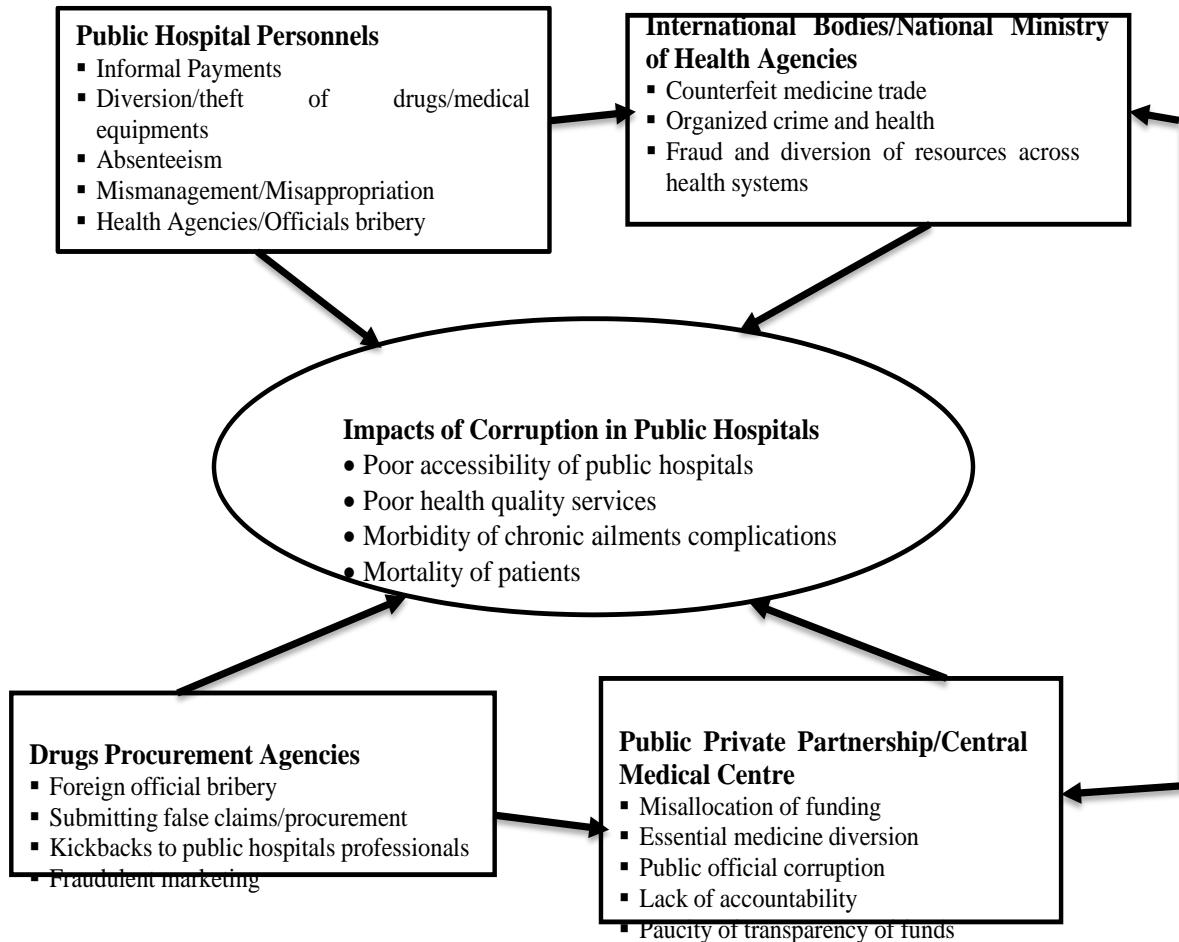 Public Hospital Personnels
▪ Informal Payments
▪ Diversion/theft of drugs/medical
equipments
▪ Absenteeism
▪ Mismanagement/Misappropriation
▪ Health Agencies/Officials bribery
International Bodies/National Ministry
of Health Agencies
▪ Counterfeit medicine trade
▪ Organized crime and health
▪ Fraud and diversion of resources across
health systems
Impacts of Corruption in Public Hospitals
• Poor accessibility of public hospitals
• Poor health quality services
• Morbidity of chronic ailments complications
• Mortality of patients
Drugs Procurement Agencies
▪ Foreign official bribery
▪ Submitting false claims/procurement
▪ Kickbacks to public hospitals professionals
▪ Fraudulent marketing
Public Private Partnership/Central
Medical Centre
▪ Misallocation of funding
▪ Essential medicine diversion
▪ Public official corruption
▪ Lack of accountability
▪ Paucity of transparency of funds